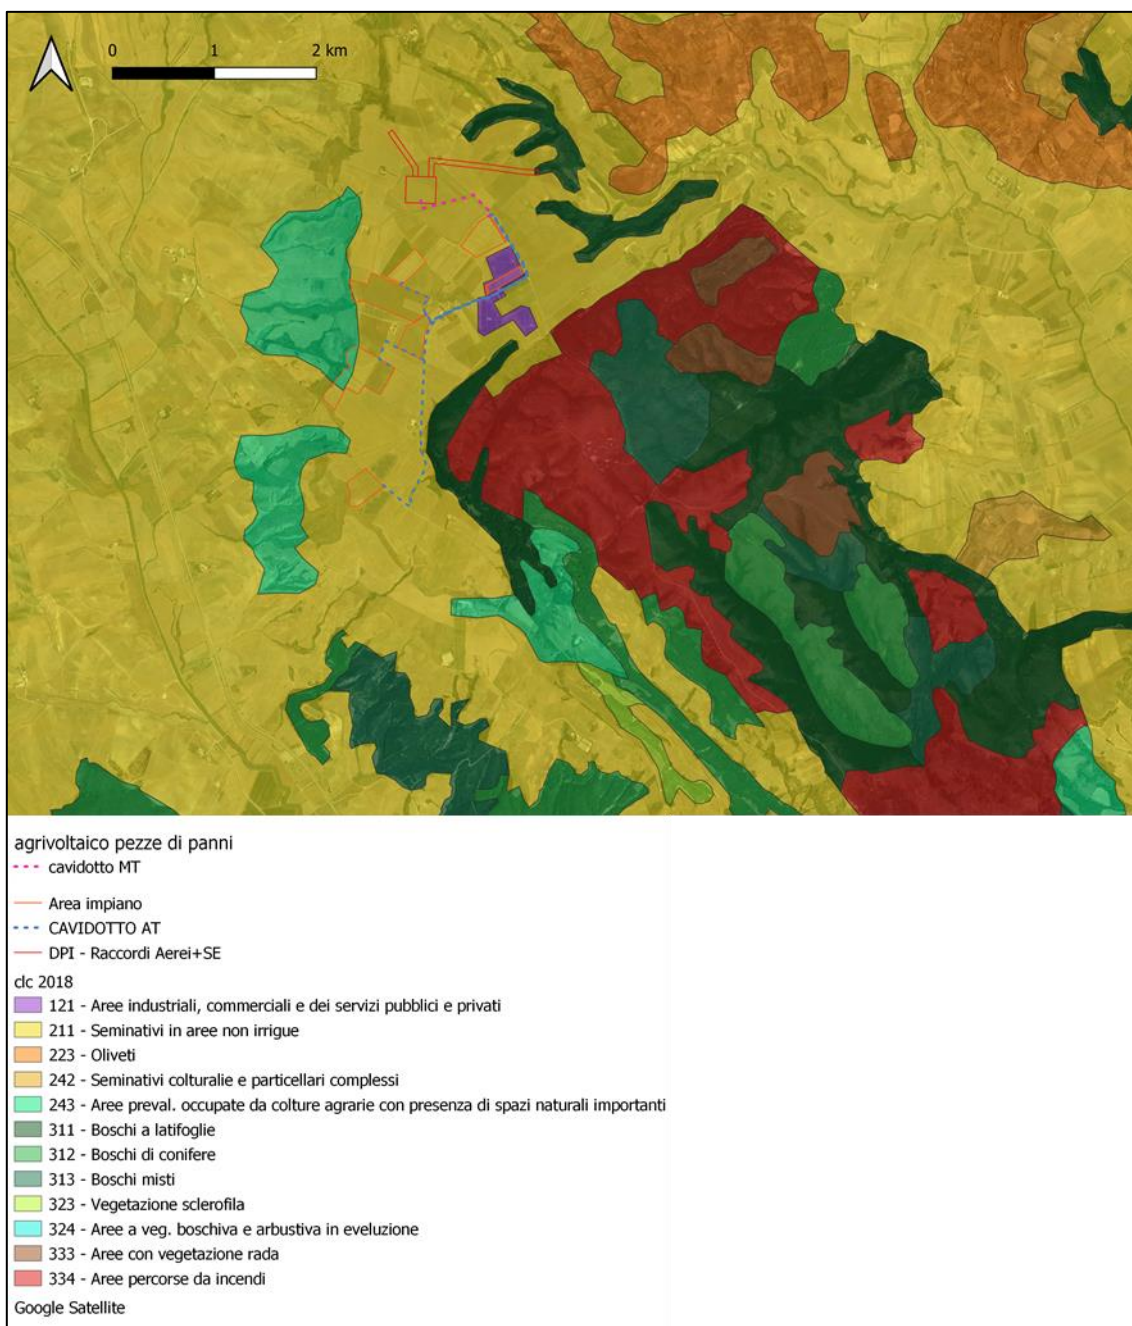 0 1 2 km
agrivoltaico pezze di panni
cavidotto MT
Area impiano
CAVIDOTTO AT
DPI - Raccordi Aerei+SE
clc 2018
121 - Aree industriali, commerciali e dei servizi pubblici e privati
211 - Seminativi in aree non irrigue
223 - Oliveti
242 - Seminativi colturalie e particellari complessi
243 - Aree preval. occupate da colture agrarie con presenza di spazi naturali importanti
311 - Boschi a latifoglie
312 - Boschi di conifere
313 - Boschi misti
323 - Vegetazione sclerofila
324 - Aree a veg. boschiva e arbustiva in eveluzione
333 - Aree con vegetazione rada
334 - Aree percorse da incendi
Google Satellite